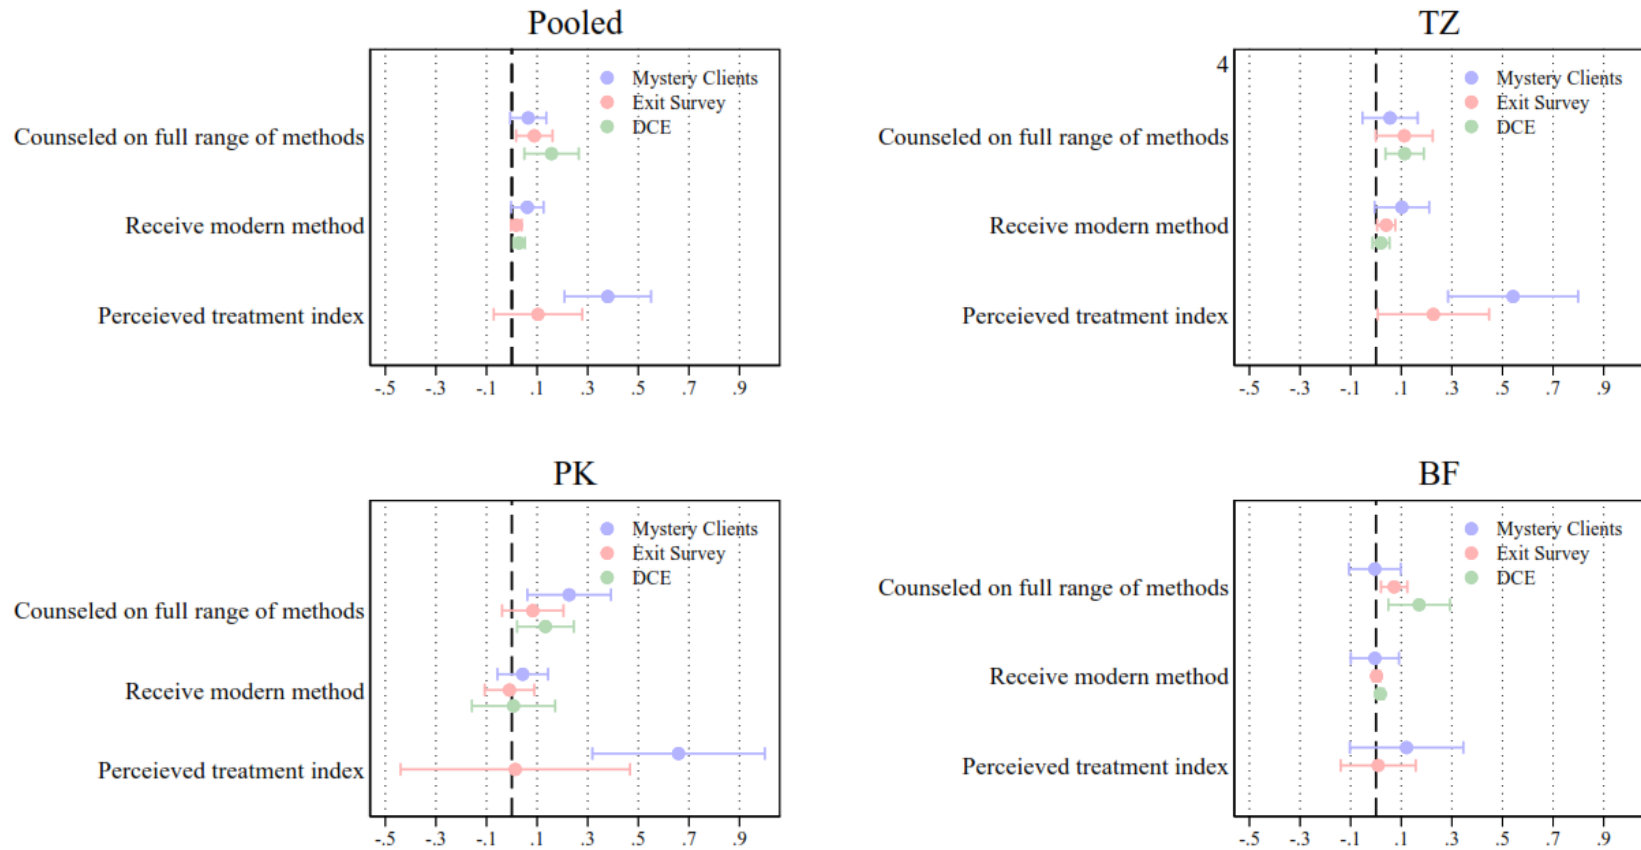 Pooled
Mystery Clients
Exit Survey
DCE
Counseled on full range of methods
Receive modern method
Perceieved treatment index
-.5 -.3 -.1 .1 .3 .5 .7 .9
TZ
4
Mystery Clients
Exit Survey
DCE
Counseled on full range of methods
Receive modern method
Perceieved treatment index
-.5 -.3 -.1 .1 .3 .5 .7 .9
PK
Mystery Clients
Exit Survey
DCE
Counseled on full range of methods
Receive modern method
Perceieved treatment index
-.5 -.3 -.1 .1 .3 .5 .7 .9
BF
Mystery Clients
Exit Survey
DCE
Counseled on full range of methods
Receive modern method
Perceieved treatment index
-.5 -.3 -.1 .1 .3 .5 .7 .9